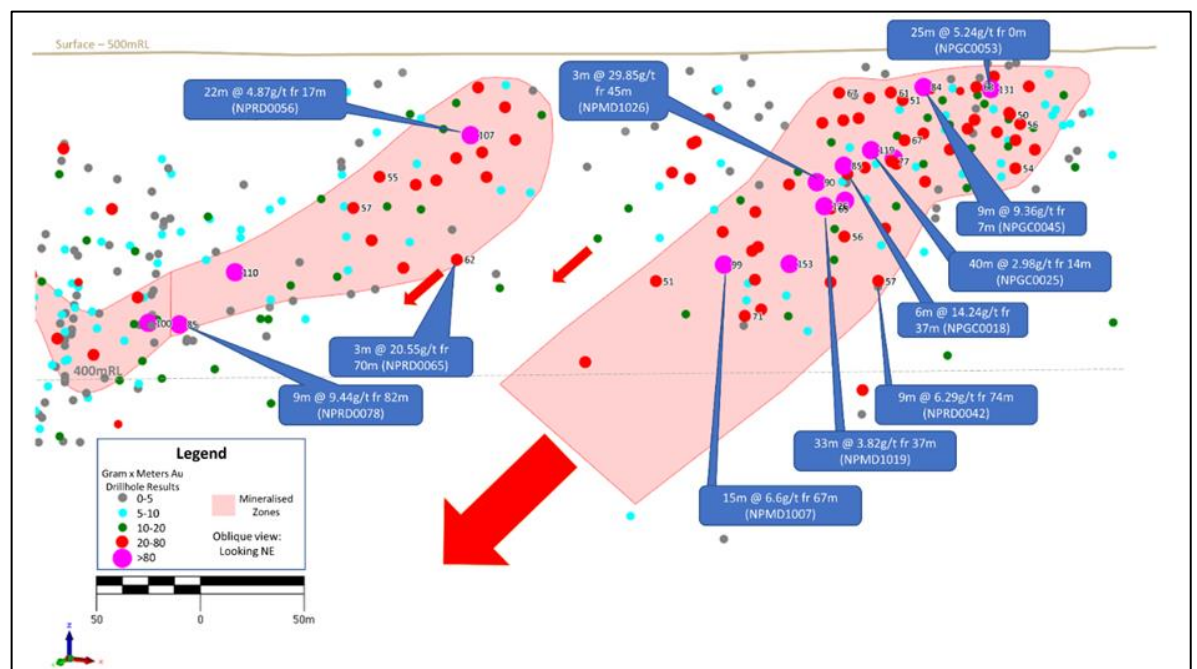 Surface – 500mRL
25m @ 5.24g/t fr 0m
(NPGC0053)
3m @ 29.85g/t
fr 45m
(NPMD1026)
22m @ 4.87g/t fr 17m
(NPRD0056)
107
55
57
62
110
100
85
400mRL
67
61
51
84
68
131
50
56
67
54
119
77
85
90
126
65
56
99
153
51
57
71
9m @ 9.36g/t fr
7m (NPGC0045)
40m @ 2.98g/t fr 14m
(NPGC0025)
6m @ 14.24g/t fr
37m (NPGC0018)
3m @ 20.55g/t fr
70m (NPRD0065)
9m @ 9.44g/t fr 82m
(NPRD0078)
9m @ 6.29g/t fr 74m
(NPRD0042)
33m @ 3.82g/t fr 37m
(NPMD1019)
15m @ 6.6g/t fr 67m
(NPMD1007)
Legend
Gram x Meters Au
Drillhole Results
0-5
5-10
10-20
20-80
>80
Mineralised
Zones
Oblique view:
Looking NE
50
0
50m